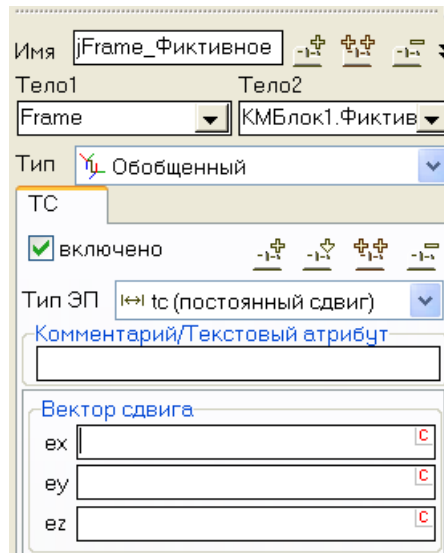 Имя jFrame_Фиктивное
Тело1 Тело2
Frame КМБлок1.Фиктив
Тип Обобщенный
ТС
включено
Тип ЭП tc (постоянный сдвиг)
Комментарий/Текстовый атрибут
Вектор сдвига
ex C
ey C
ez C